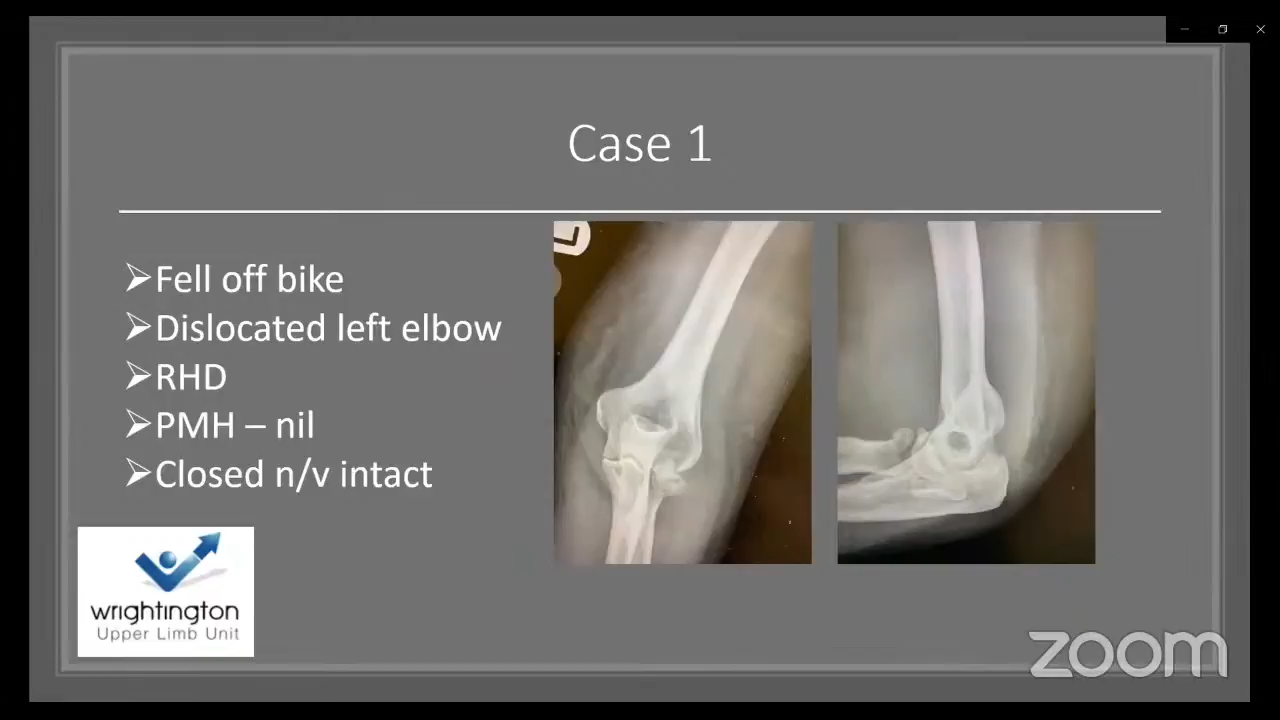 Case 1
➢Fell off bike
➢Dislocated left elbow
➢RHD
➢PMH – nil
➢Closed n/v intact
L
wrightington
Upper Limb Unit
zoom